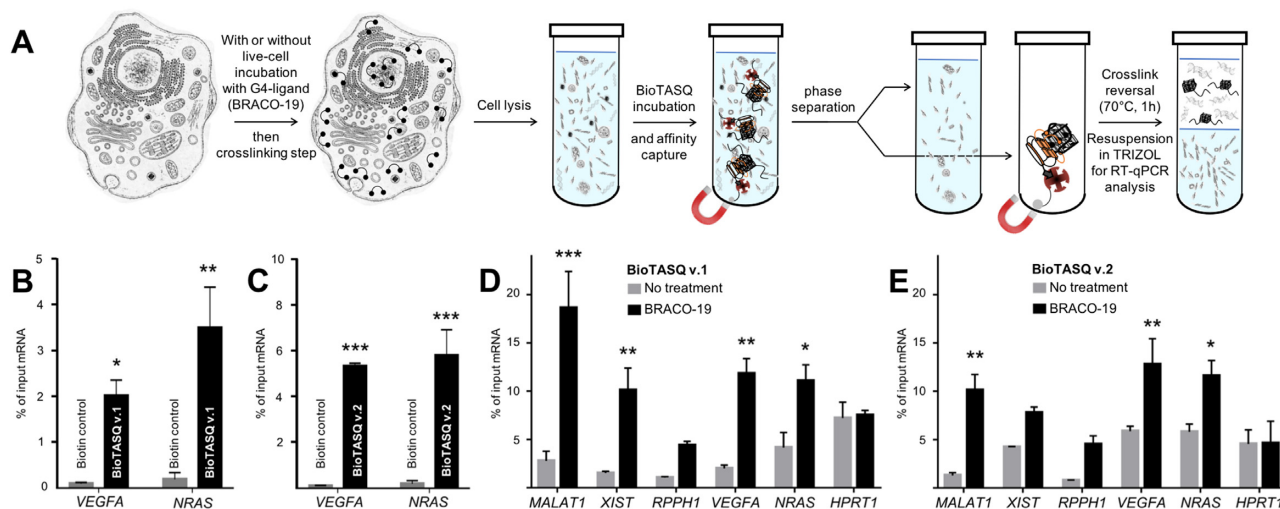 A
With or without
live-cell
incubation
with G4-ligand
(BRACO-19)
then
crosslinking step
Cell lysis
BioTASQ
incubation
and affinity
capture
phase
separation
Crosslink
reversal
(70°C, 1h)
Resuspension
in TRIZOL
for RT-qPCR
analysis
B
% of input mRNA
5
4
3
2
1
0
Biotin control
BioTASQ v.1
*
Biotin control
BioTASQ v.1
**
VEGFA NRAS
C
% of input mRNA
10
8
6
4
2
Biotin control
BioTASQ v.2
***
Biotin control
BioTASQ v.2
***
VEGFA NRAS
D
BioTASQ v.1
No treatment
BRACO-19
% of input mRNA
20
15
10
5
***
**
**
*
MALAT1 XIST RPPH1 VEGFA NRAS HPRT1
E
BioTASQ v.2
No treatment
BRACO-19
% of input mRNA
20
15
10
5
**
**
*
MALAT1 XIST RPPH1 VEGFA NRAS HPRT1